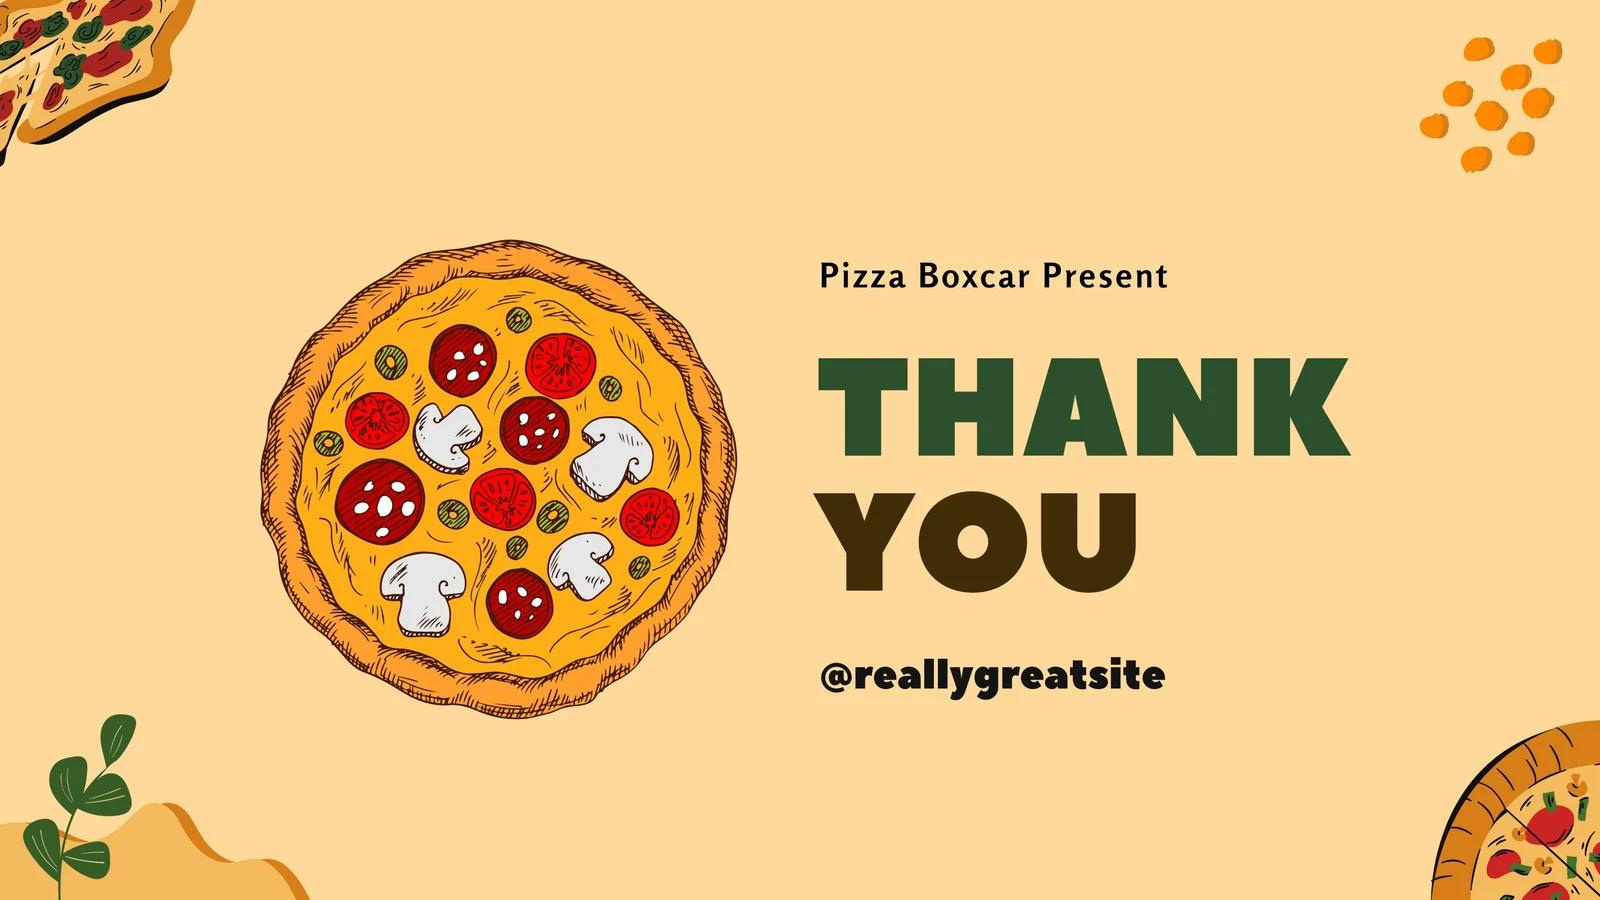 Pizza Boxcar Present
THANK
YOU
@reallygreatsite